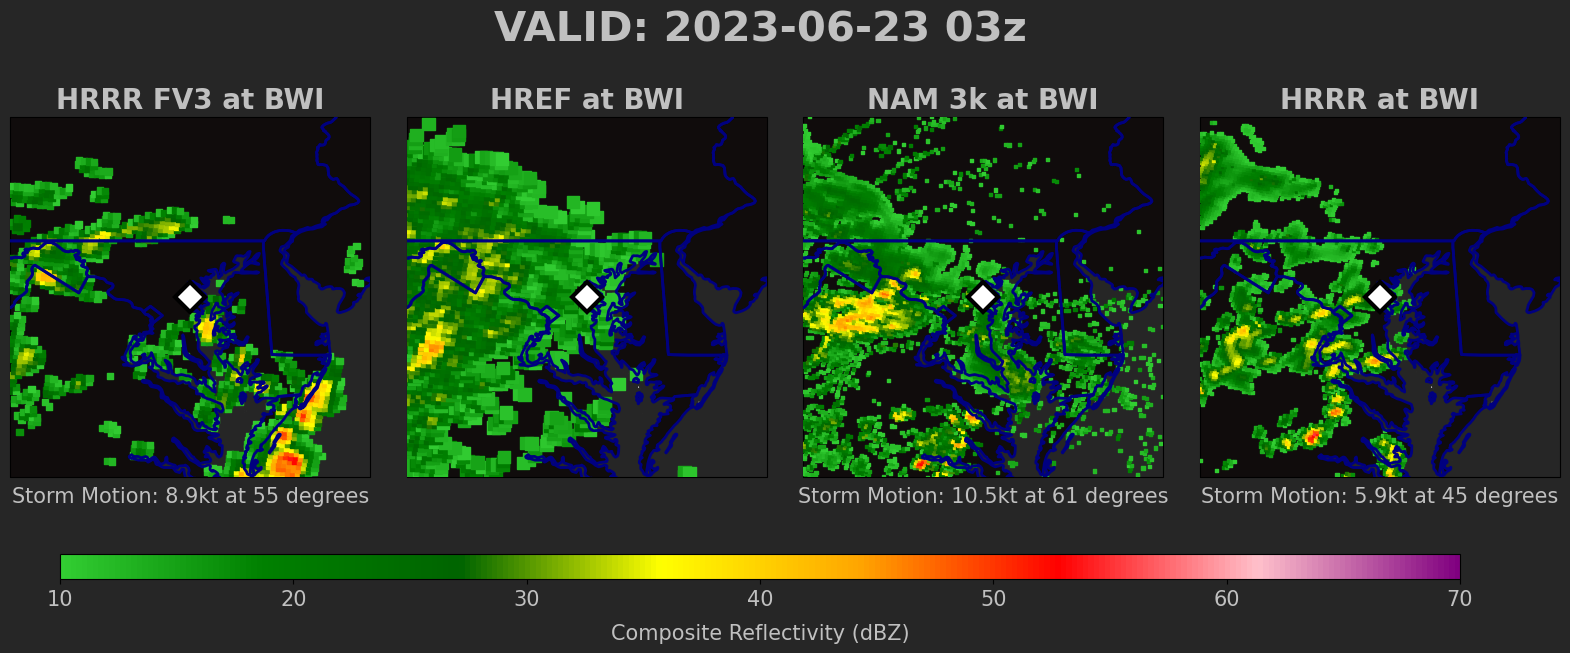 VALID: 2023-06-23 03z
HRRR FV3 at BWI
HREF at BWI
NAM 3k at BWI
HRRR at BWI
Storm Motion: 8.9kt at 55 degrees
Storm Motion: 10.5kt at 61 degrees
Storm Motion: 5.9kt at 45 degrees
10 20 30 40 50 60 70
Composite Reflectivity (dBZ)